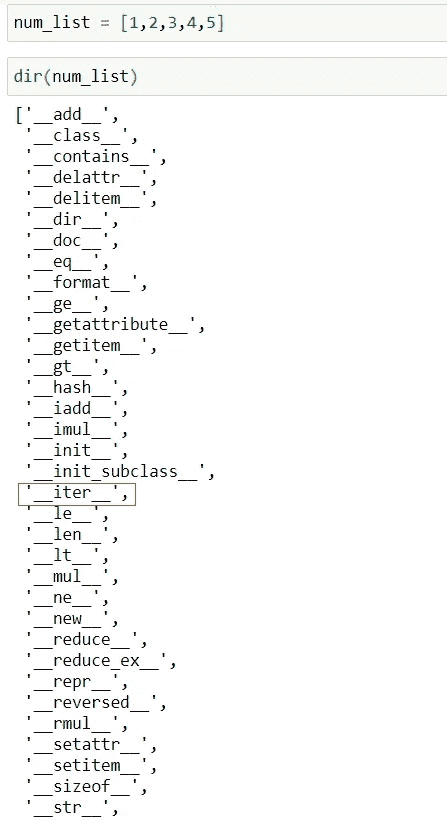 num_list = [1,2,3,4,5]
dir(num_list)
['__add__',
'__class__',
'__contains__',
'__delattr__',
'__delitem__',
'__dir__',
'__doc__',
'__eq__',
'__format__',
'__ge__',
'__getattribute__',
'__getitem__',
'__gt__',
'__hash__',
'__iadd__',
'__imul__',
'__init__',
'__init_subclass__',
'__iter__',
'__le__',
'__len__',
'__lt__',
'__mul__',
'__ne__',
'__new__',
'__reduce__',
'__reduce_ex__',
'__repr__',
'__reversed__',
'__rmul__',
'__setattr__',
'__setitem__',
'__sizeof__',
'__str__',